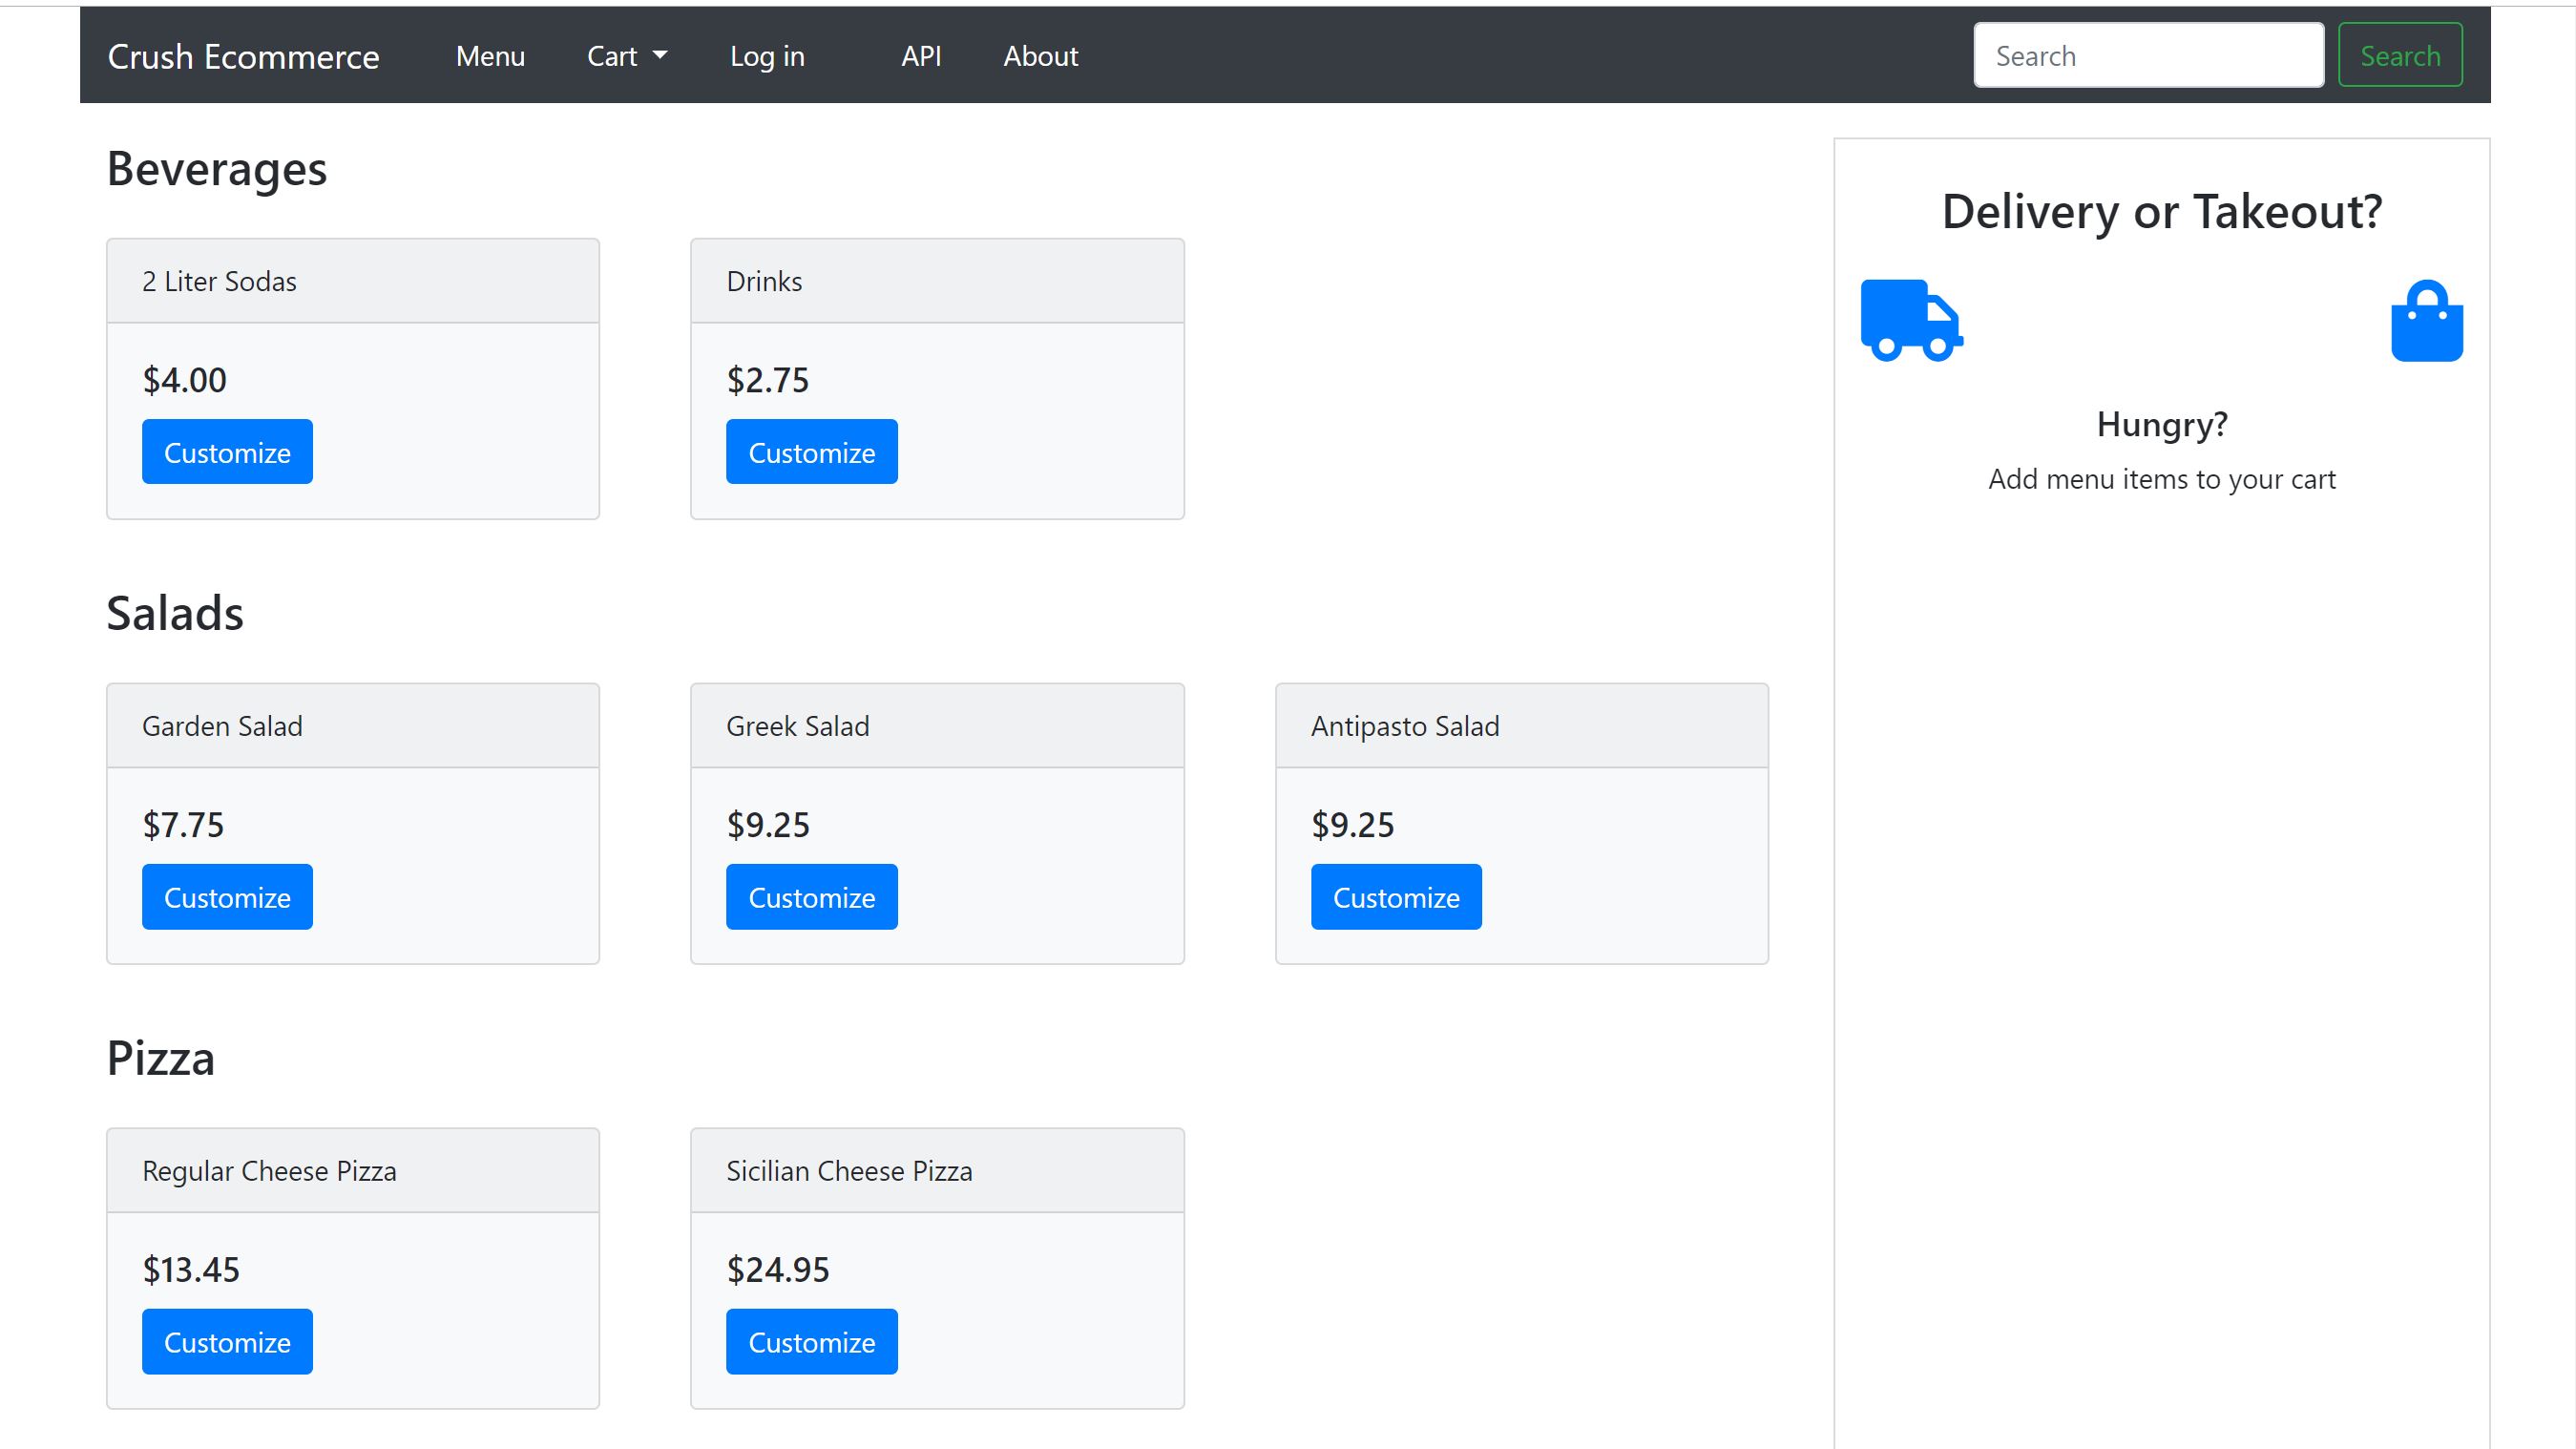 Crush Ecommerce Menu Cart Log in API About Search Search
Beverages
2 Liter Sodas
$4.00
Customize
Drinks
$2.75
Customize
Salads
Garden Salad
$7.75
Customize
Greek Salad
$9.25
Customize
Antipasto Salad
$9.25
Customize
Pizza
Regular Cheese Pizza
$13.45
Customize
Sicilian Cheese Pizza
$24.95
Customize
Delivery or Takeout?
Hungry?
Add menu items to your cart